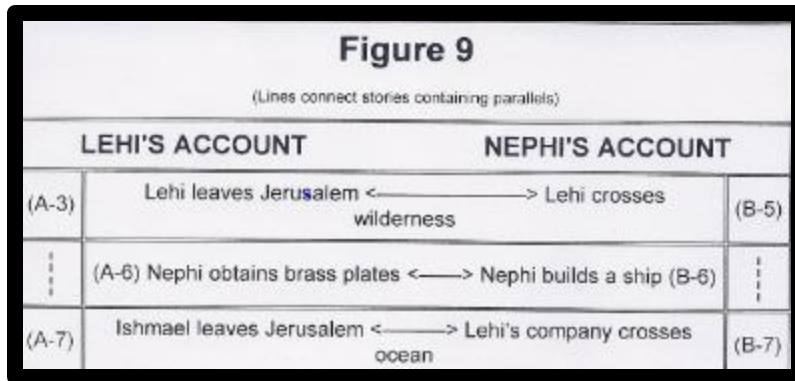 Figure 9
(Lines connect stories containing parallels)
LEHI'S ACCOUNT NEPHI'S ACCOUNT
(A-3) Lehi leaves Jerusalem <————> Lehi crosses wilderness (B-5)
(A-6) Nephi obtains brass plates <——> Nephi builds a ship (B-6)
(A-7) Ishmael leaves Jerusalem <———> Lehi's company crosses ocean (B-7)